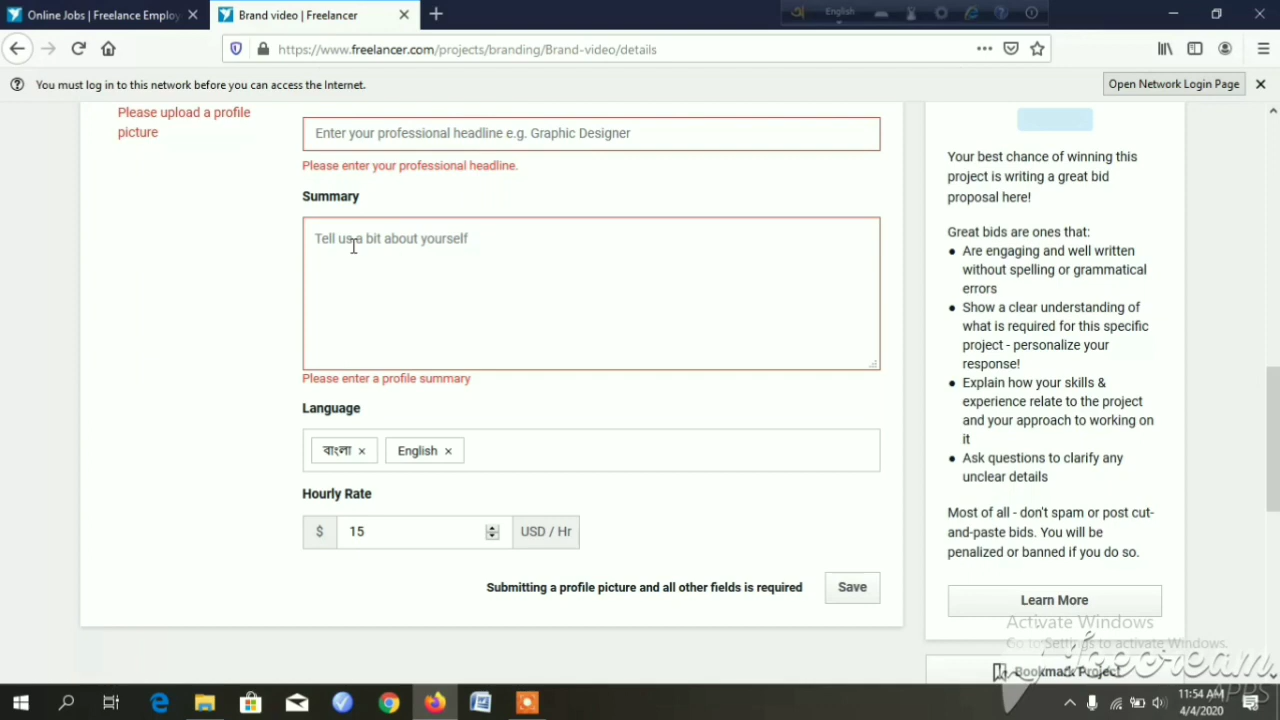 Online Jobs | Freelance Employ
Brand video | Freelancer
English
https://www.freelancer.com/projects/branding/Brand-video/details
You must log in to this network before you can access the Internet.
Open Network Login Page
Please upload a profile
picture
Enter your professional headline e.g. Graphic Designer
Please enter your professional headline.
Summary
Tell us a bit about yourself
Please enter a profile summary
Language
বাংলা ×
English ×
Hourly Rate
$ 15 USD / Hr
Submitting a profile picture and all other fields is required
Save
Your best chance of winning this
project is writing a great bid
proposal here!
Great bids are ones that:
• Are engaging and well written
without spelling or grammatical
errors
• Show a clear understanding of
what is required for this specific
project - personalize your
response!
• Explain how your skills &
experience relate to the project
and your approach to working on
it
• Ask questions to clarify any
unclear details
Most of all - don't spam or post cut-
and-paste bids. You will be
penalized or banned if you do so.
Learn More
Activate Windows
Go to Settings to activate Windows.
Bookmark Project
Icecream
APPS
11:54 AM
4/4/2020